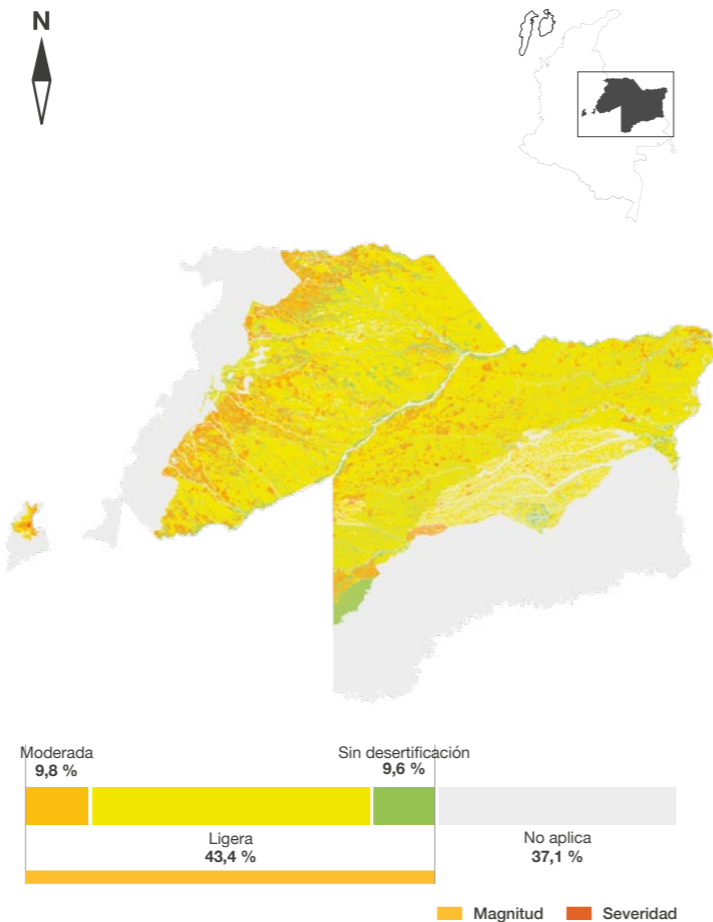 N
Moderada
9,8 %
Sin desertificación
9,6 %
Ligera
43,4 %
No aplica
37,1 %
Magnitud
Severidad